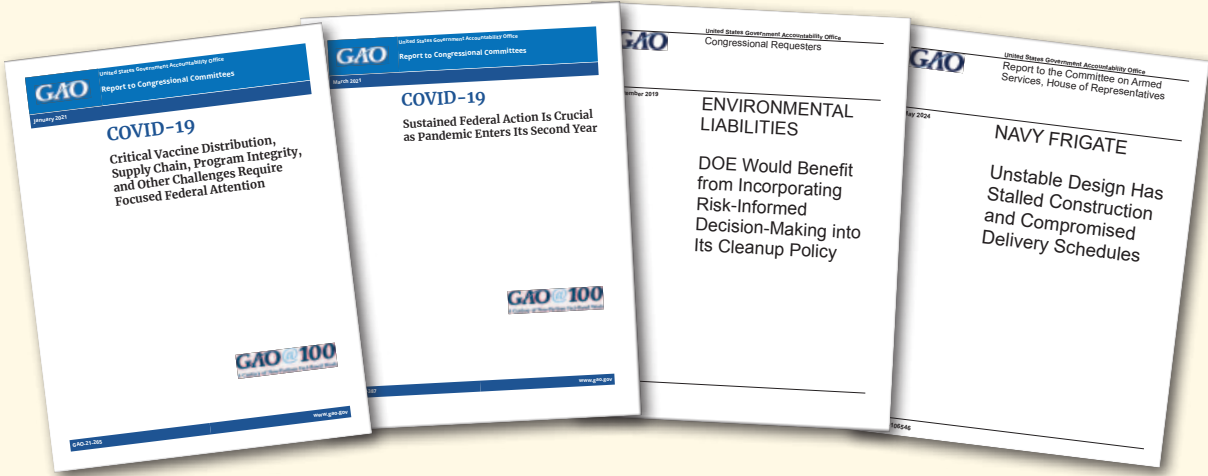 GAO
United States Government Accountability Office
Report to Congressional Committees
January 2021
COVID-19
Critical Vaccine Distribution,
Supply Chain, Program Integrity,
and Other Challenges Require
Focused Federal Attention
GAO@100
GAO-21-265
www.gao.gov
GAO
United States Government Accountability Office
Report to Congressional Committees
March 2021
COVID-19
Sustained Federal Action Is Crucial
as Pandemic Enters Its Second Year
GAO@100
www.gao.gov
GAO
United States Government Accountability Office
Congressional Requesters
ember 2019
ENVIRONMENTAL
LIABILITIES
DOE Would Benefit
from Incorporating
Risk-Informed
Decision-Making into
Its Cleanup Policy
GAO
United States Government Accountability Office
Report to the Committee on Armed
Services, House of Representatives
May 2024
NAVY FRIGATE
Unstable Design Has
Stalled Construction
and Compromised
Delivery Schedules
106546